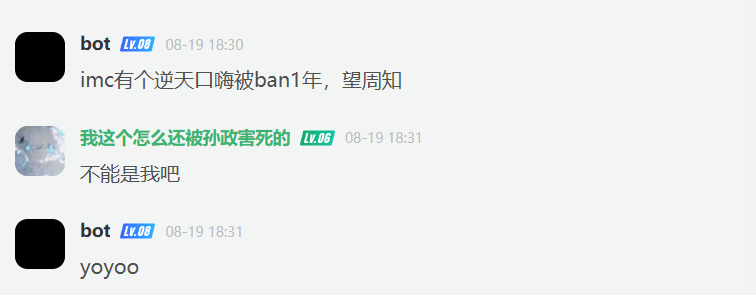 bot Lv.08 08-19 18:30
imc有个逆天口嗨被ban1年，望周知
我这个怎么还被孙政害死的 Lv.06 08-19 18:31
不能是我吧
bot Lv.08 08-19 18:31
yoyoo